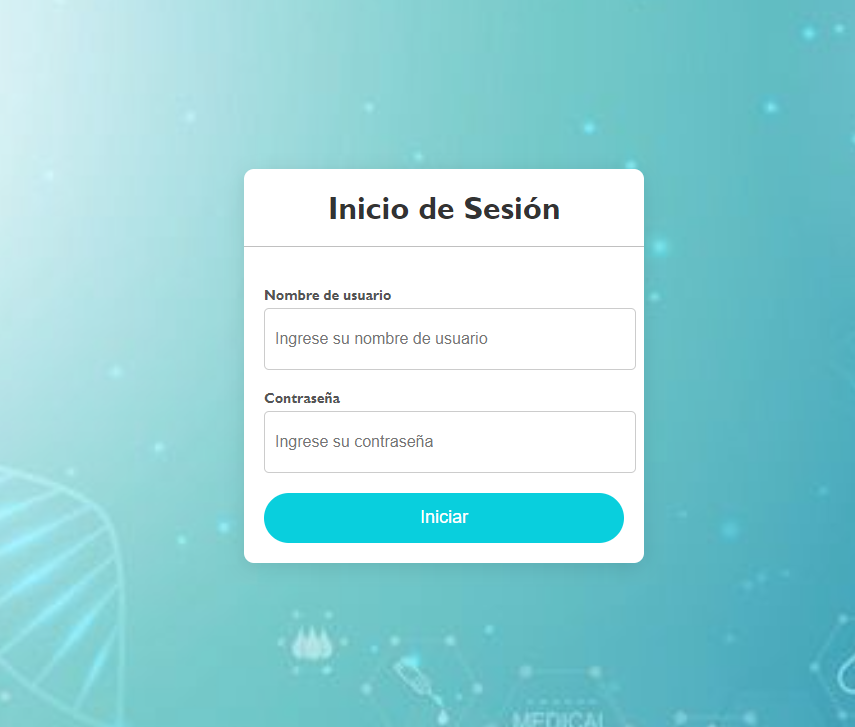 Inicio de Sesión
Nombre de usuario
Ingrese su nombre de usuario
Contraseña
Ingrese su contraseña
Iniciar
MEDICAL